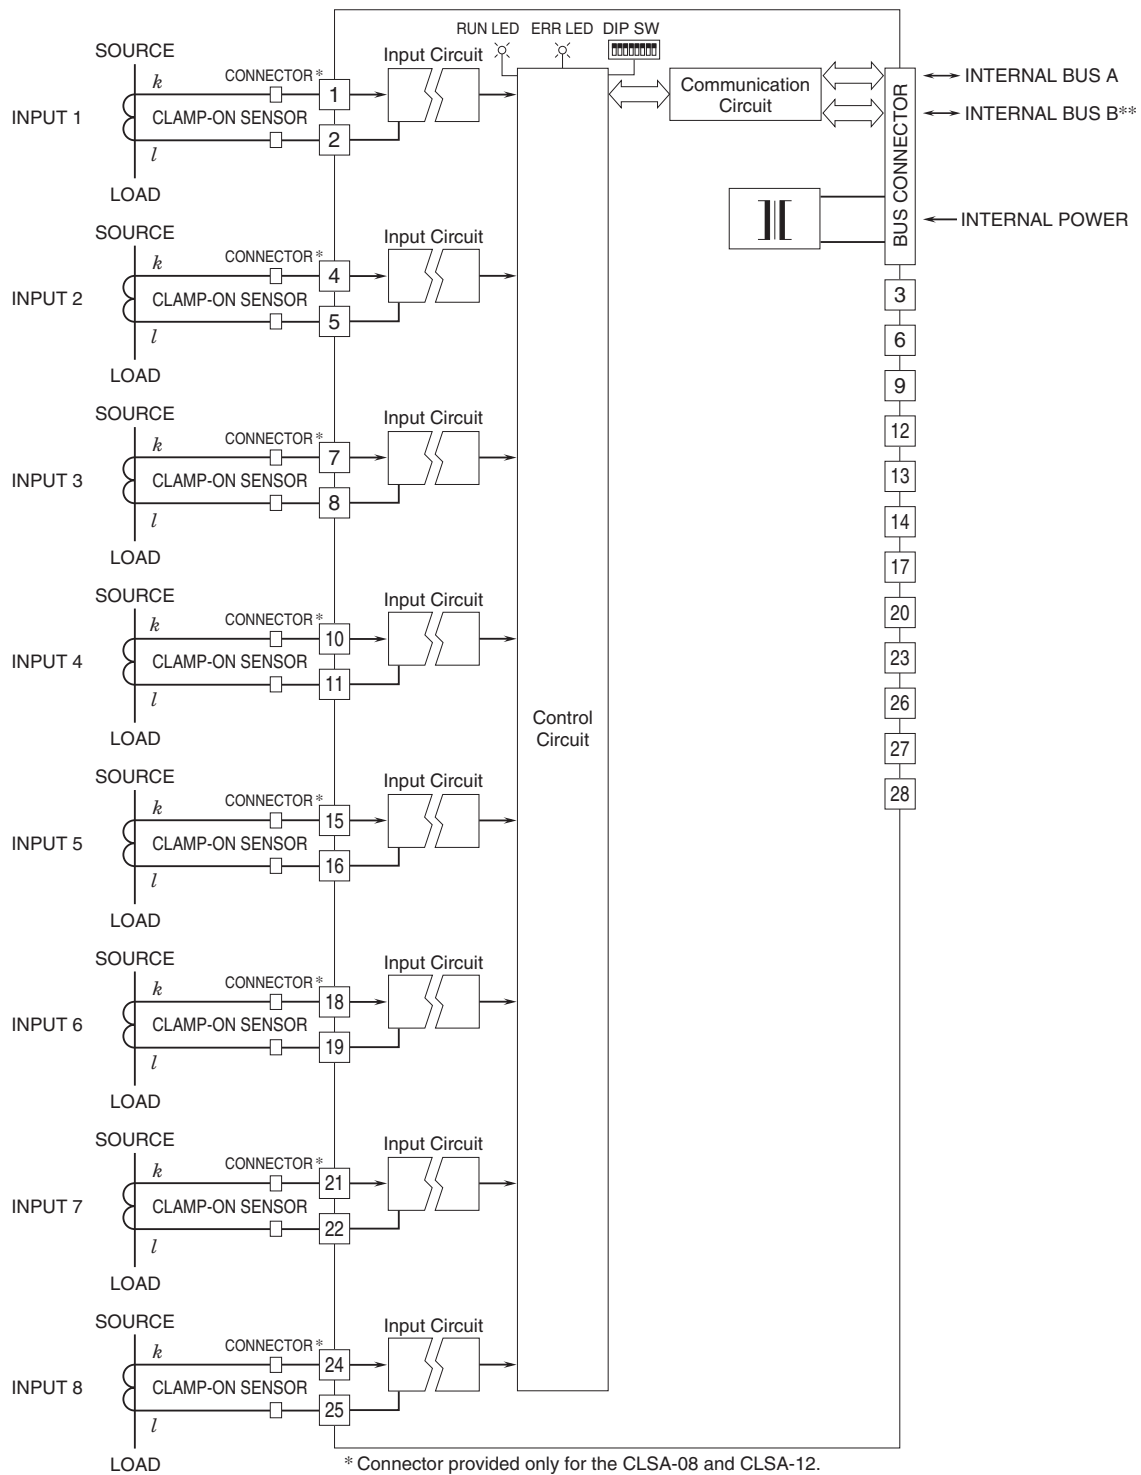 RUN LED ERR LED DIP SW
SOURCE
k
CONNECTOR*
1
Input Circuit
INPUT 1
CLAMP-ON SENSOR
2
l
LOAD
SOURCE
k
CONNECTOR*
4
Input Circuit
INPUT 2
CLAMP-ON SENSOR
5
l
LOAD
SOURCE
k
CONNECTOR*
7
Input Circuit
INPUT 3
CLAMP-ON SENSOR
8
l
LOAD
SOURCE
k
CONNECTOR*
10
Input Circuit
INPUT 4
CLAMP-ON SENSOR
11
l
LOAD
SOURCE
k
CONNECTOR*
15
Input Circuit
INPUT 5
CLAMP-ON SENSOR
16
l
LOAD
SOURCE
k
CONNECTOR*
18
Input Circuit
INPUT 6
CLAMP-ON SENSOR
19
l
LOAD
SOURCE
k
CONNECTOR*
21
Input Circuit
INPUT 7
CLAMP-ON SENSOR
22
l
LOAD
SOURCE
k
CONNECTOR*
24
Input Circuit
INPUT 8
CLAMP-ON SENSOR
25
l
LOAD
Control
Circuit
Communication
Circuit
BUS CONNECTOR
INTERNAL BUS A
INTERNAL BUS B**
INTERNAL POWER
3
6
9
12
13
14
17
20
23
26
27
28
* Connector provided only for the CLSA-08 and CLSA-12.